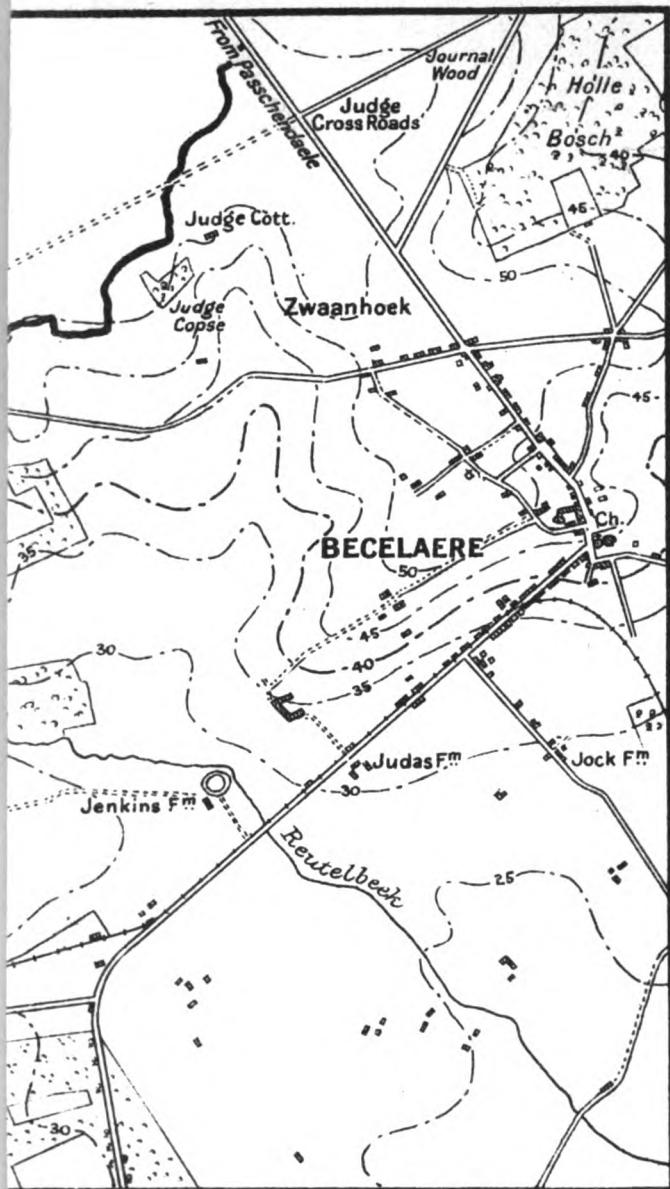 From Passchendaele
Journal
Wood
Holle
Bosch
40
Judge
Cross Roads
45
50
Judge Cott.
Judge
Copse
Zwaanhoek
45
Ch.
BECELAERE
35
50
45
40
35
30
Judas Fm
30
Jock Fm
Jenkins Fm
Reutelbeek
25
30